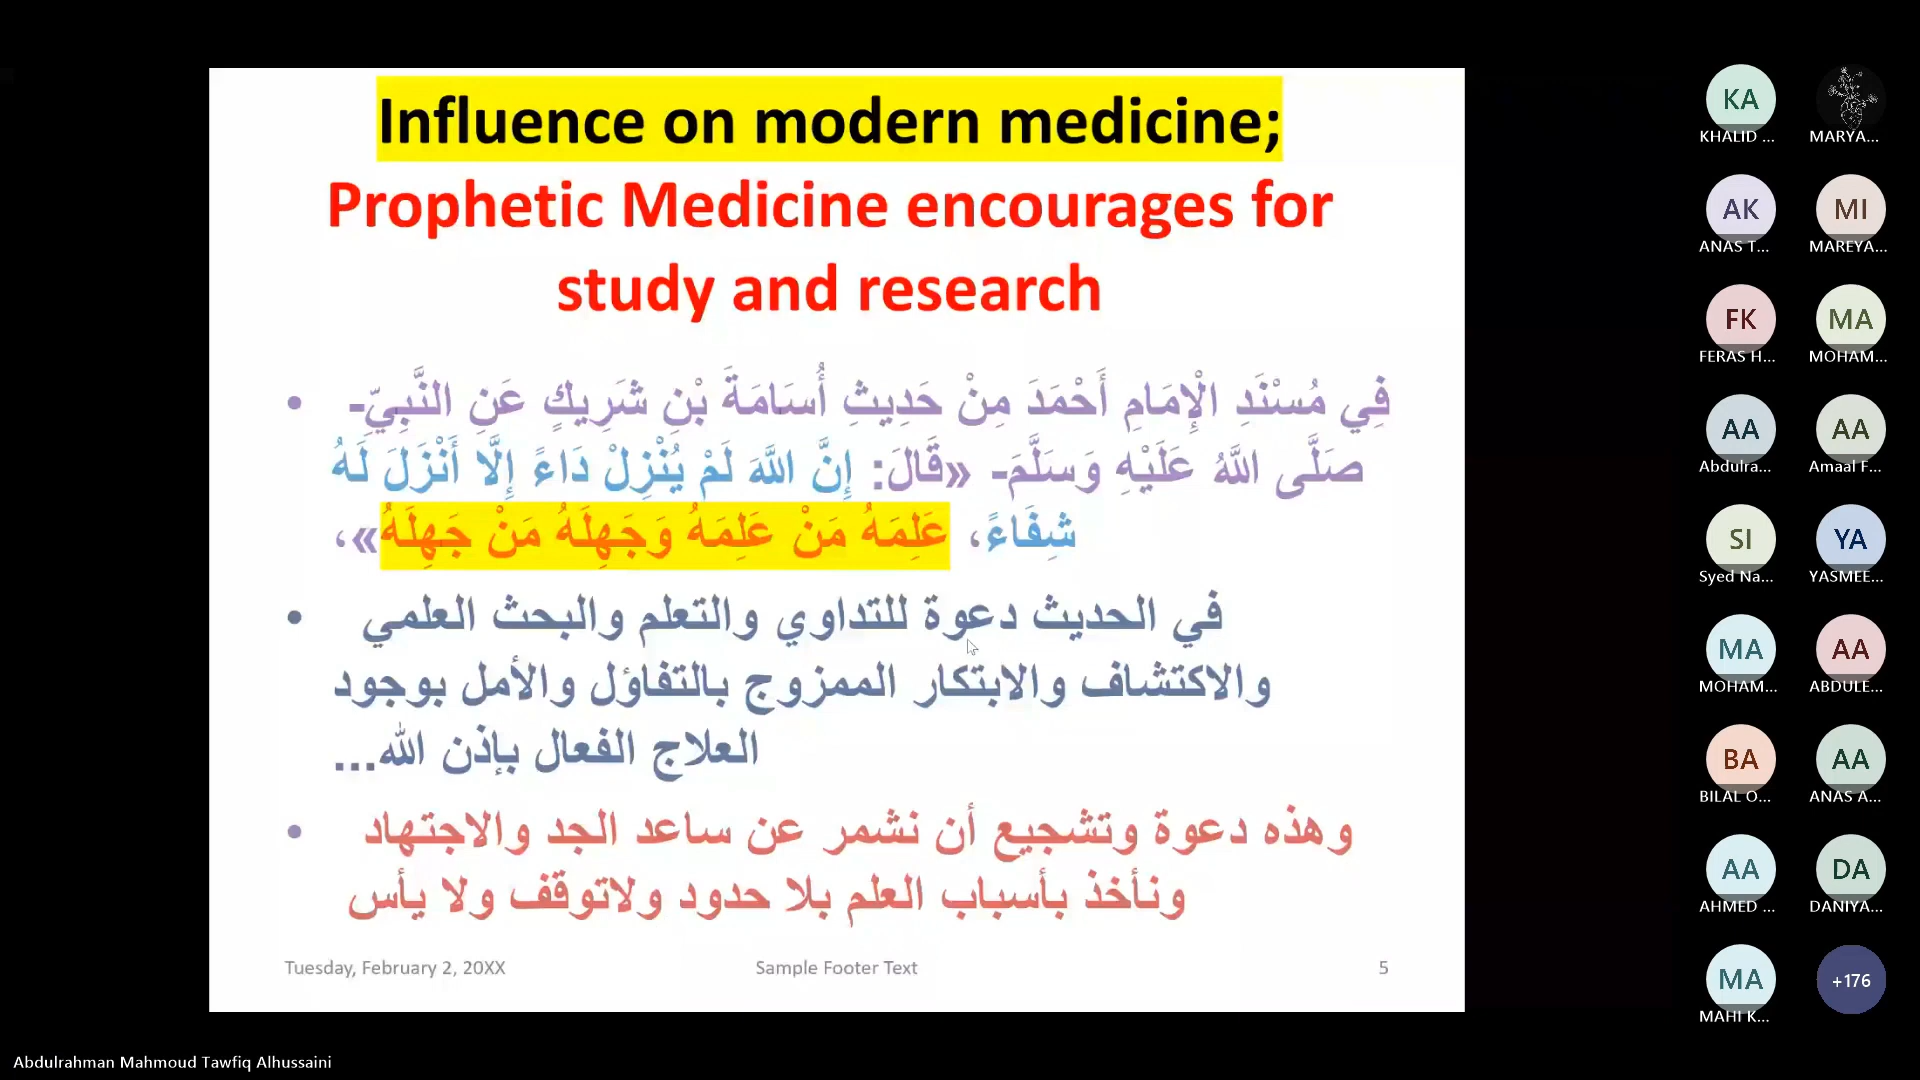 Influence on modern medicine;
Prophetic Medicine encourages for
study and research
• فِي مُسْنَدِ الْإِمَامِ أَحْمَدَ مِنْ حَدِيثِ أُسَامَةَ بْنِ شَرِيكٍ عَنِ النَّبِيِّ-
صَلَّى اللَّهُ عَلَيْهِ وَسَلَّمَ- «قَالَ: إِنَّ اللَّهَ لَمْ يُنْزِلْ دَاءً إِلَّا أَنْزَلَ لَهُ
شِفَاءً، عَلِمَهُ مَنْ عَلِمَهُ وَجَهِلَهُ مَنْ جَهِلَهُ»،
• في الحديث دعوة للتداوي والتعلم والبحث العلمي
والاكتشاف والابتكار الممزوج بالتفاؤل والأمل بوجود
العلاج الفعال بإذن الله...
• وهذه دعوة وتشجيع أن نشمر عن ساعد الجد والاجتهاد
ونأخذ بأسباب العلم بلا حدود ولاتوقف ولا يأس
Tuesday, February 2, 20XX
Sample Footer Text
5
KA
KHALID ...
MARYA...
AK
ANAS T...
MI
MAREYA...
FK
FERAS H...
MA
MOHAM...
AA
Abdulra...
AA
Amaal F...
SI
Syed Na...
YA
YASMEE...
MA
MOHAM...
AA
ABDULE...
BA
BILAL O...
AA
ANAS A...
AA
AHMED ...
DA
DANIYA...
MA
MAHI K...
+176
Abdulrahman Mahmoud Tawfiq Alhussaini